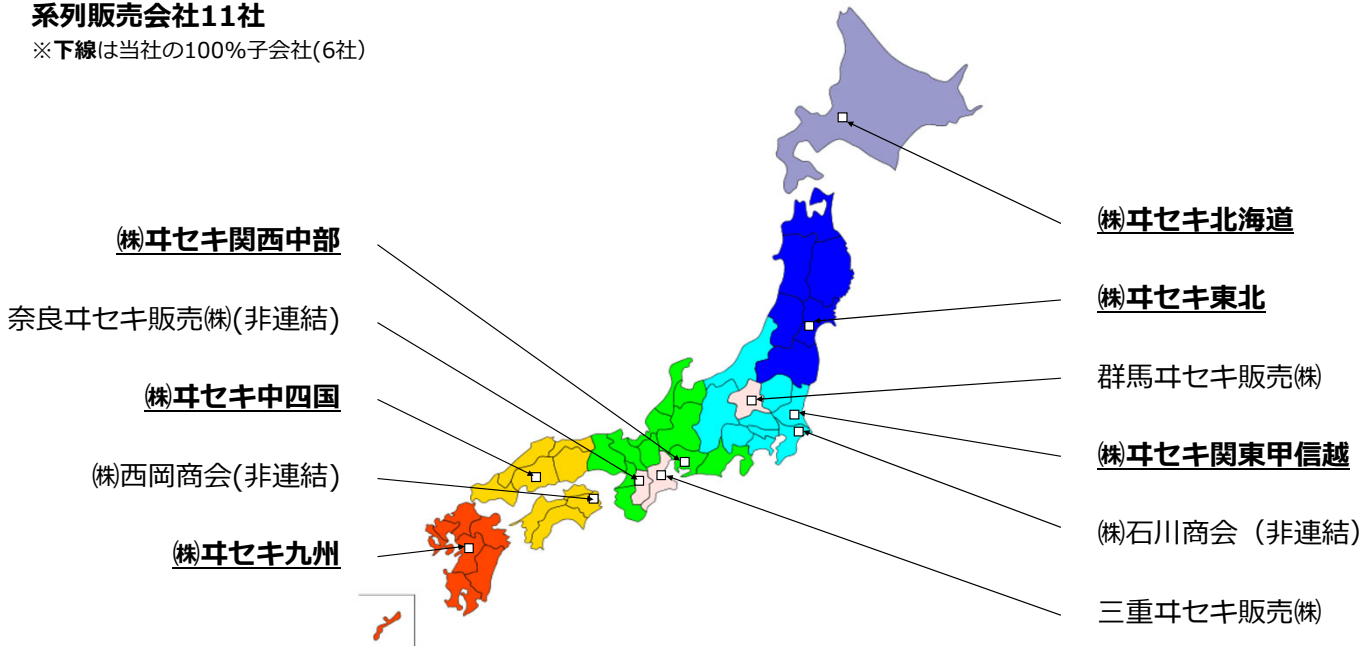 系列販売会社11社
※下線は当社の100%子会社(6社)
㈱ヰセキ関西中部
奈良ヰセキ販売㈱(非連結)
㈱ヰセキ中四国
㈱西岡商会(非連結)
㈱ヰセキ九州
㈱ヰセキ北海道
㈱ヰセキ東北
群馬ヰセキ販売㈱
㈱ヰセキ関東甲信越
㈱石川商会（非連結）
三重ヰセキ販売㈱